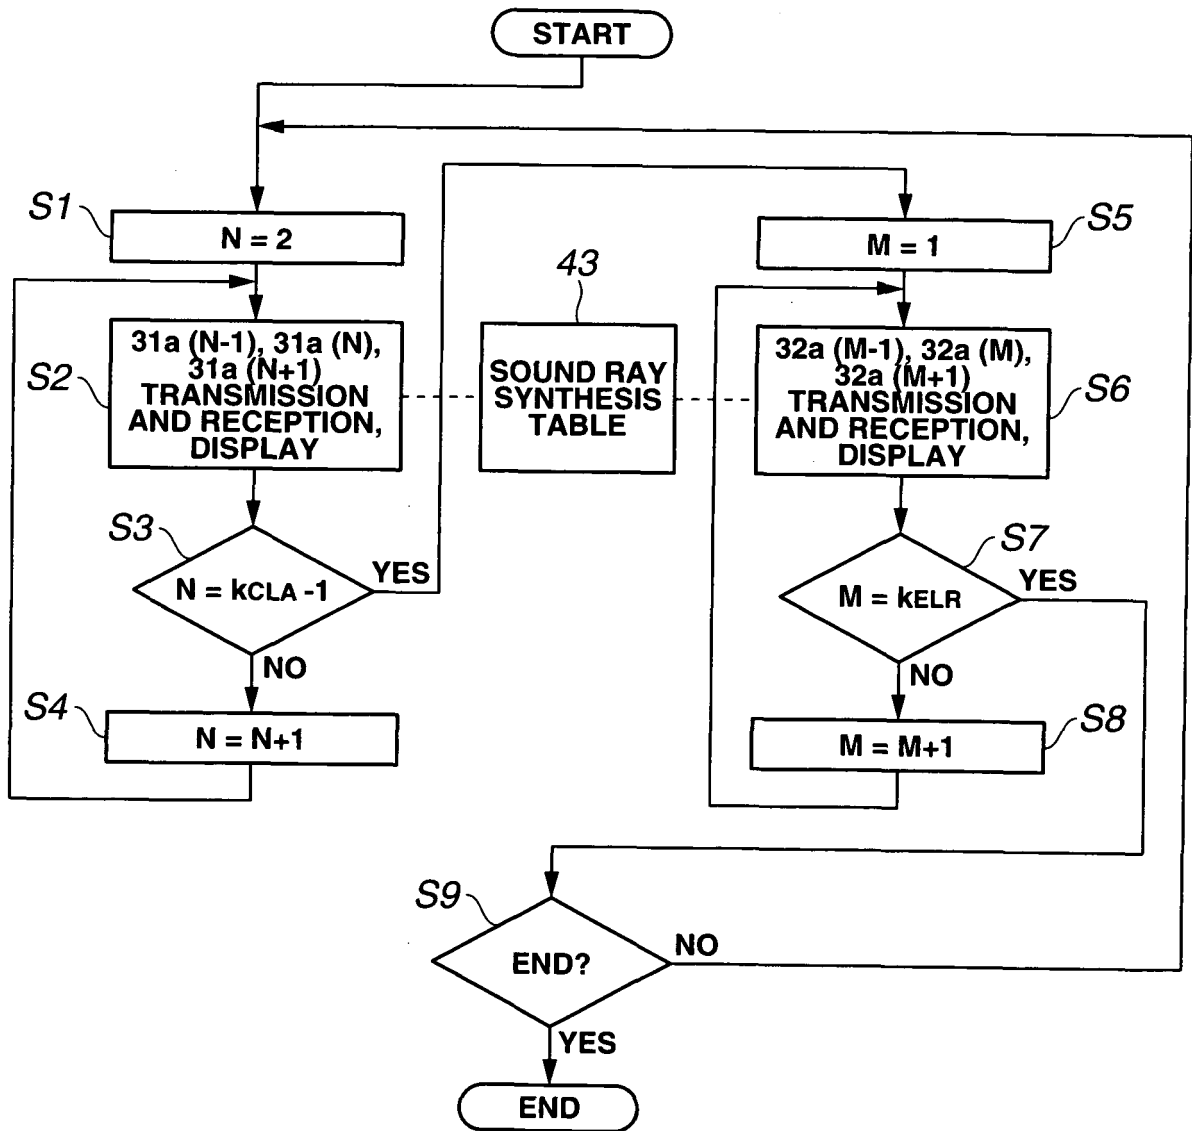 START
S1
N = 2
S5
M = 1
43
S2
31a (N-1), 31a (N),
31a (N+1)
TRANSMISSION
AND RECEPTION,
DISPLAY
SOUND RAY
SYNTHESIS
TABLE
S6
32a (M-1), 32a (M),
32a (M+1)
TRANSMISSION
AND RECEPTION,
DISPLAY
S3
N = kCLA -1
YES
NO
S7
M = kELR
YES
NO
S4
N = N+1
S8
M = M+1
S9
END?
NO
YES
END